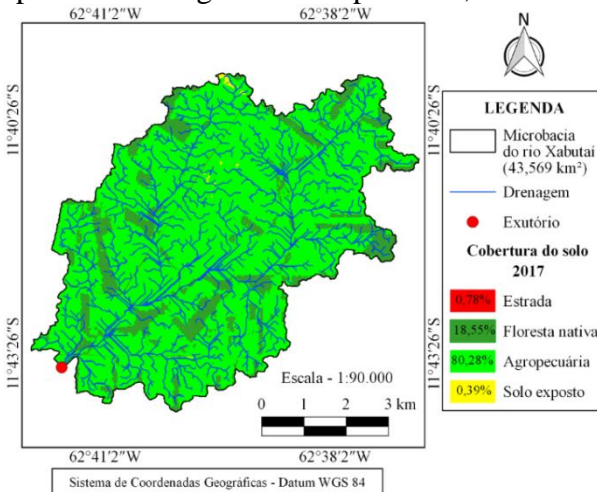 62°41'2"W 62°38'2"W
11°40'26"S
11°40'26"S
LEGENDA
Microbacia
do rio Xabutaí
(43,569 km²)
Drenagem
Exutório
Cobertura do solo
2017
0,78% Estrada
18,55% Floresta nativa
80,28% Agropecuária
0,39% Solo exposto
11°43'26"S
11°43'26"S
Escala - 1:90.000
0 1 2 3 km
62°41'2"W 62°38'2"W
Sistema de Coordenadas Geográficas - Datum WGS 84